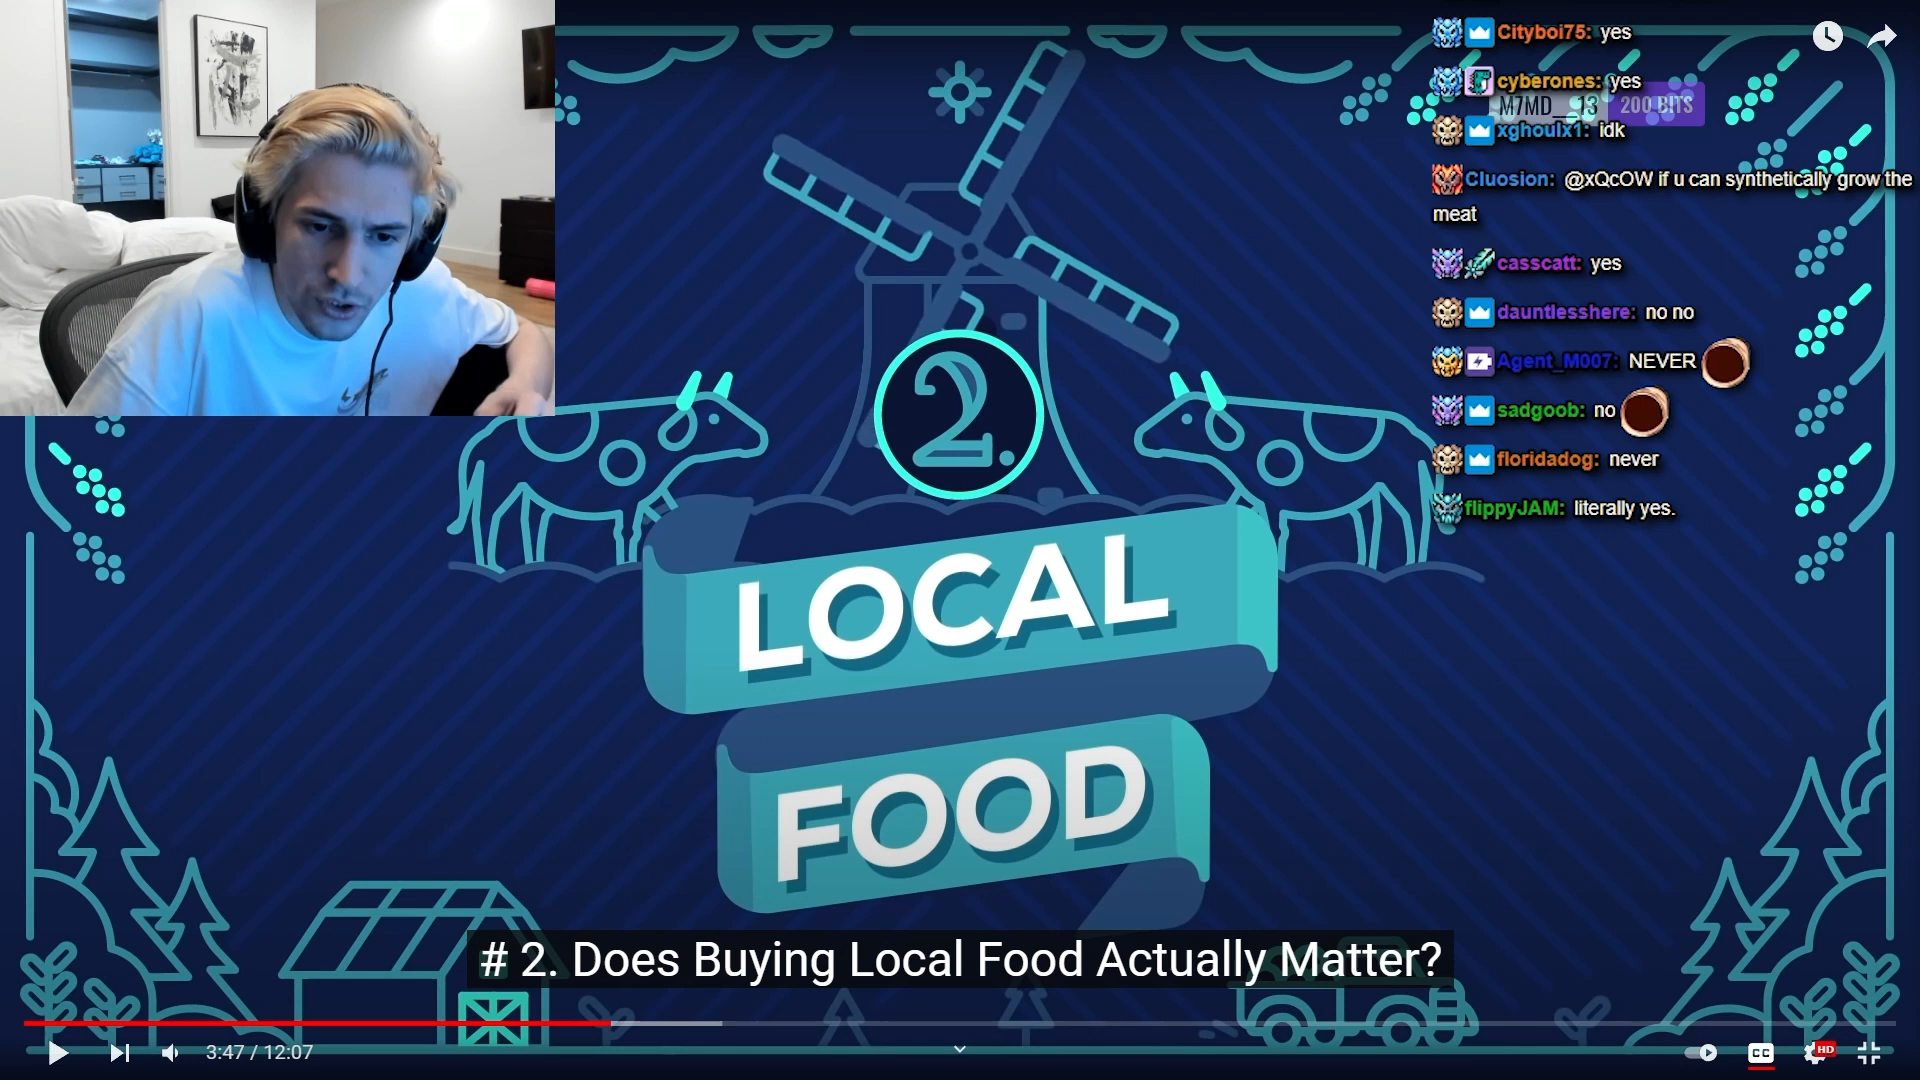 Cityboi75: yes
cyberones: yes
M7MD__13 200 BITS
xghoulx1: idk
Cluosion: @xQcOW if u can synthetically grow the
meat
casscatt: yes
dauntlesshere: no no
Agent_M007: NEVER
sadgoob: no
floridadog: never
flippyJAM: literally yes.
2.
LOCAL
FOOD
# 2. Does Buying Local Food Actually Matter?
3:47 / 12:07
CC
HD